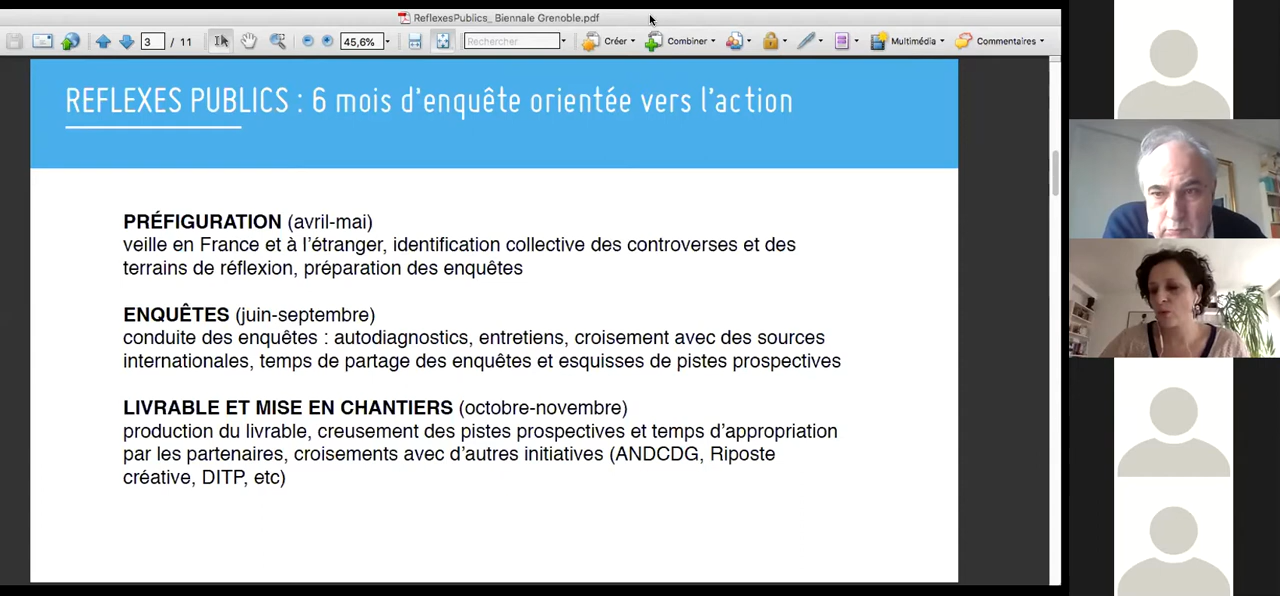 ReflexesPublics_ Biennale Grenoble.pdf
3 / 11
45,6%
Rechercher
Créer
Combiner
Multimédia
Commentaires
REFLEXES PUBLICS : 6 mois d'enquête orientée vers l'action
PRÉFIGURATION (avril-mai)
veille en France et à l'étranger, identification collective des controverses et des
terrains de réflexion, préparation des enquêtes
ENQUÊTES (juin-septembre)
conduite des enquêtes : autodiagnostics, entretiens, croisement avec des sources
internationales, temps de partage des enquêtes et esquisses de pistes prospectives
LIVRABLE ET MISE EN CHANTIERS (octobre-novembre)
production du livrable, creusement des pistes prospectives et temps d'appropriation
par les partenaires, croisements avec d'autres initiatives (ANDCDG, Riposte
créative, DITP, etc)